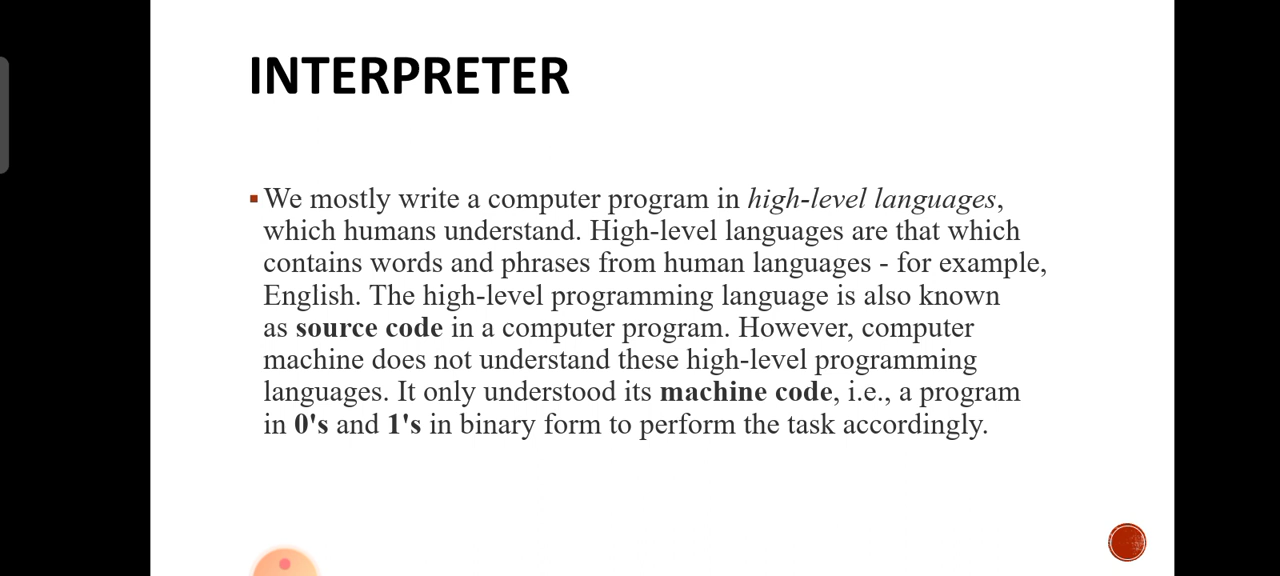 INTERPRETER
We mostly write a computer program in high-level languages,
which humans understand. High-level languages are that which
contains words and phrases from human languages - for example,
English. The high-level programming language is also known
as source code in a computer program. However, computer
machine does not understand these high-level programming
languages. It only understood its machine code, i.e., a program
in 0's and 1's in binary form to perform the task accordingly.